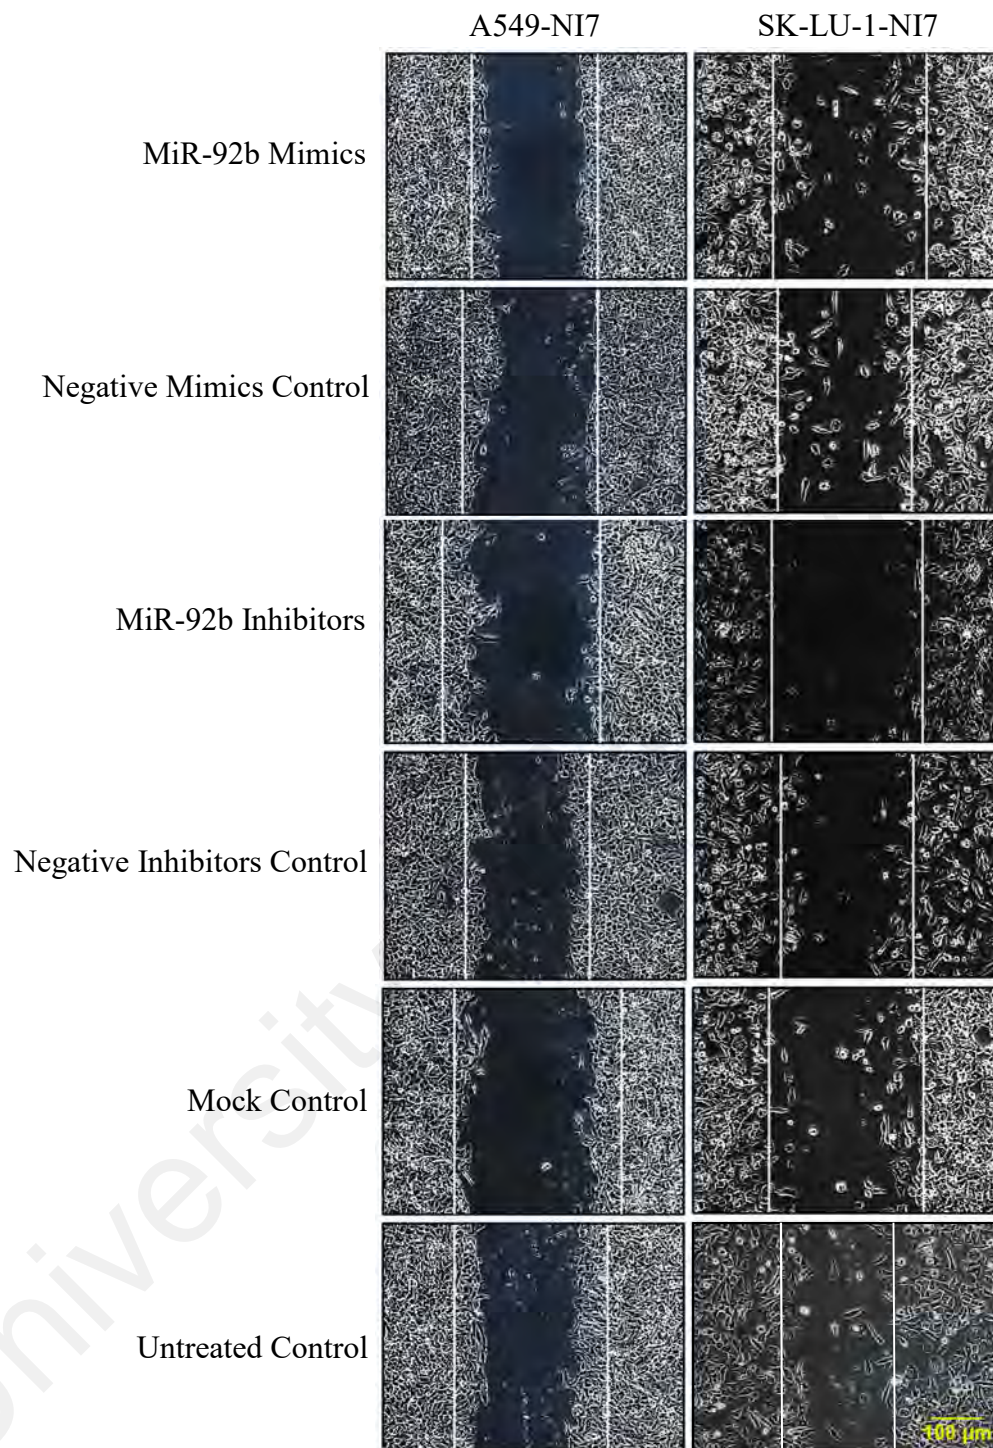 A549-NI7 SK-LU-1-NI7
MiR-92b Mimics
Negative Mimics Control
MiR-92b Inhibitors
Negative Inhibitors Control
Mock Control
Untreated Control
100 μm
University